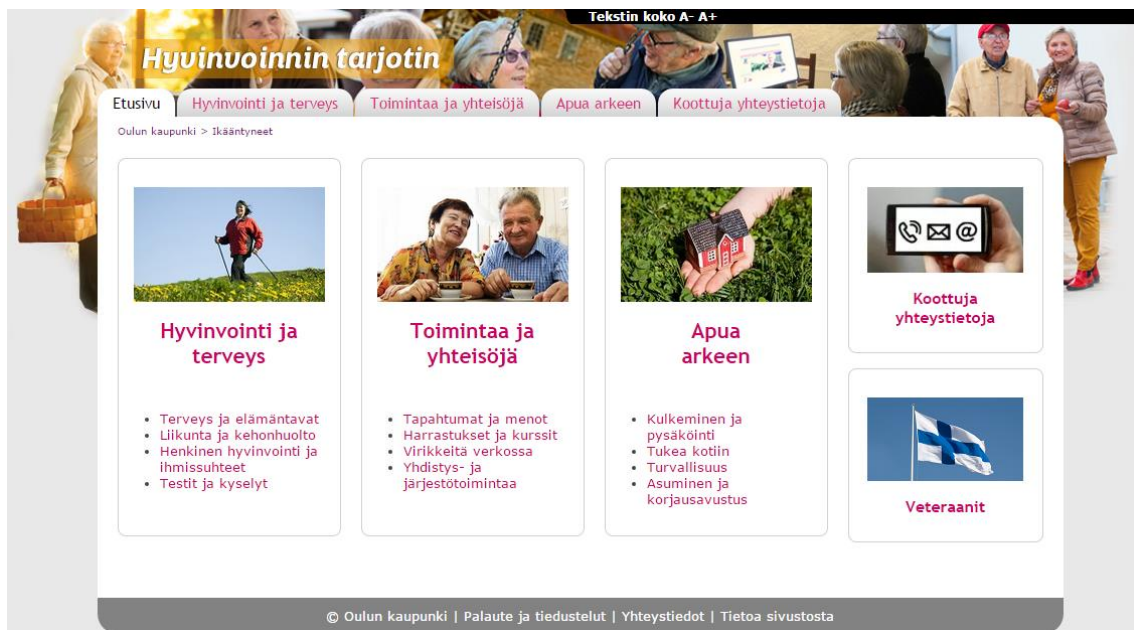 Tekstin koko A- A+
Hyvinvoinnin tarjotin
Etusivu Hyvinvointi ja terveys Toimintaa ja yhteisöjä Apua arkeen Koottuja yhteystietoja
Oulun kaupunki > Ikääntyneet
Hyvinvointi ja
terveys
• Terveys ja elämäntavat
• Liikunta ja kehonhuolto
• Henkinen hyvinvointi ja
ihmissuhteet
• Testit ja kyselyt
Toimintaa ja
yhteisöjä
• Tapahtumat ja menot
• Harrastukset ja kurssit
• Virikkeitä verkossa
• Yhdistys- ja
järjestötoimintaa
Apua
arkeen
• Kulkeminen ja
pysäköinti
• Tukea kotiin
• Turvallisuus
• Asuminen ja
korjausavustus
@
Koottuja
yhteystietoja
Veteraanit
© Oulun kaupunki | Palaute ja tiedustelut | Yhteystiedot | Tietoa sivustosta